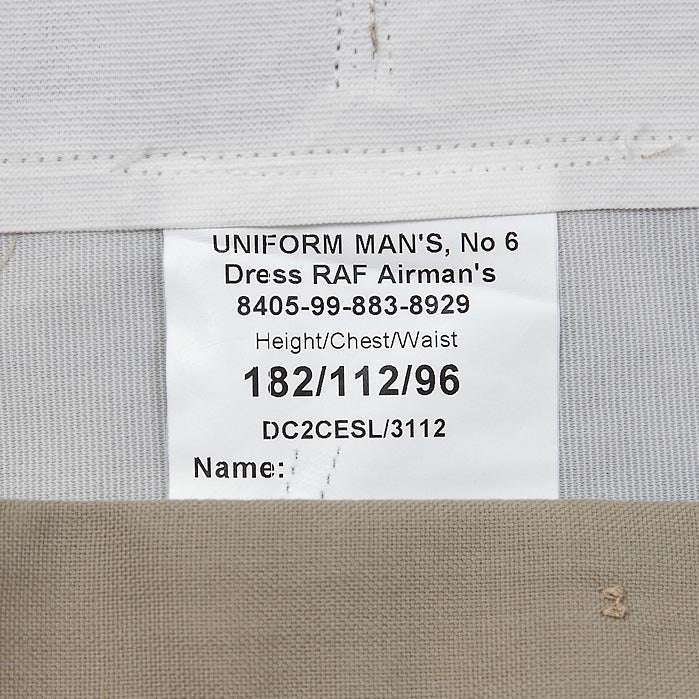 UNIFORM MAN'S, No 6
Dress RAF Airman's
8405-99-883-8929
Height/Chest/Waist
182/112/96
DC2CESL/3112
Name: